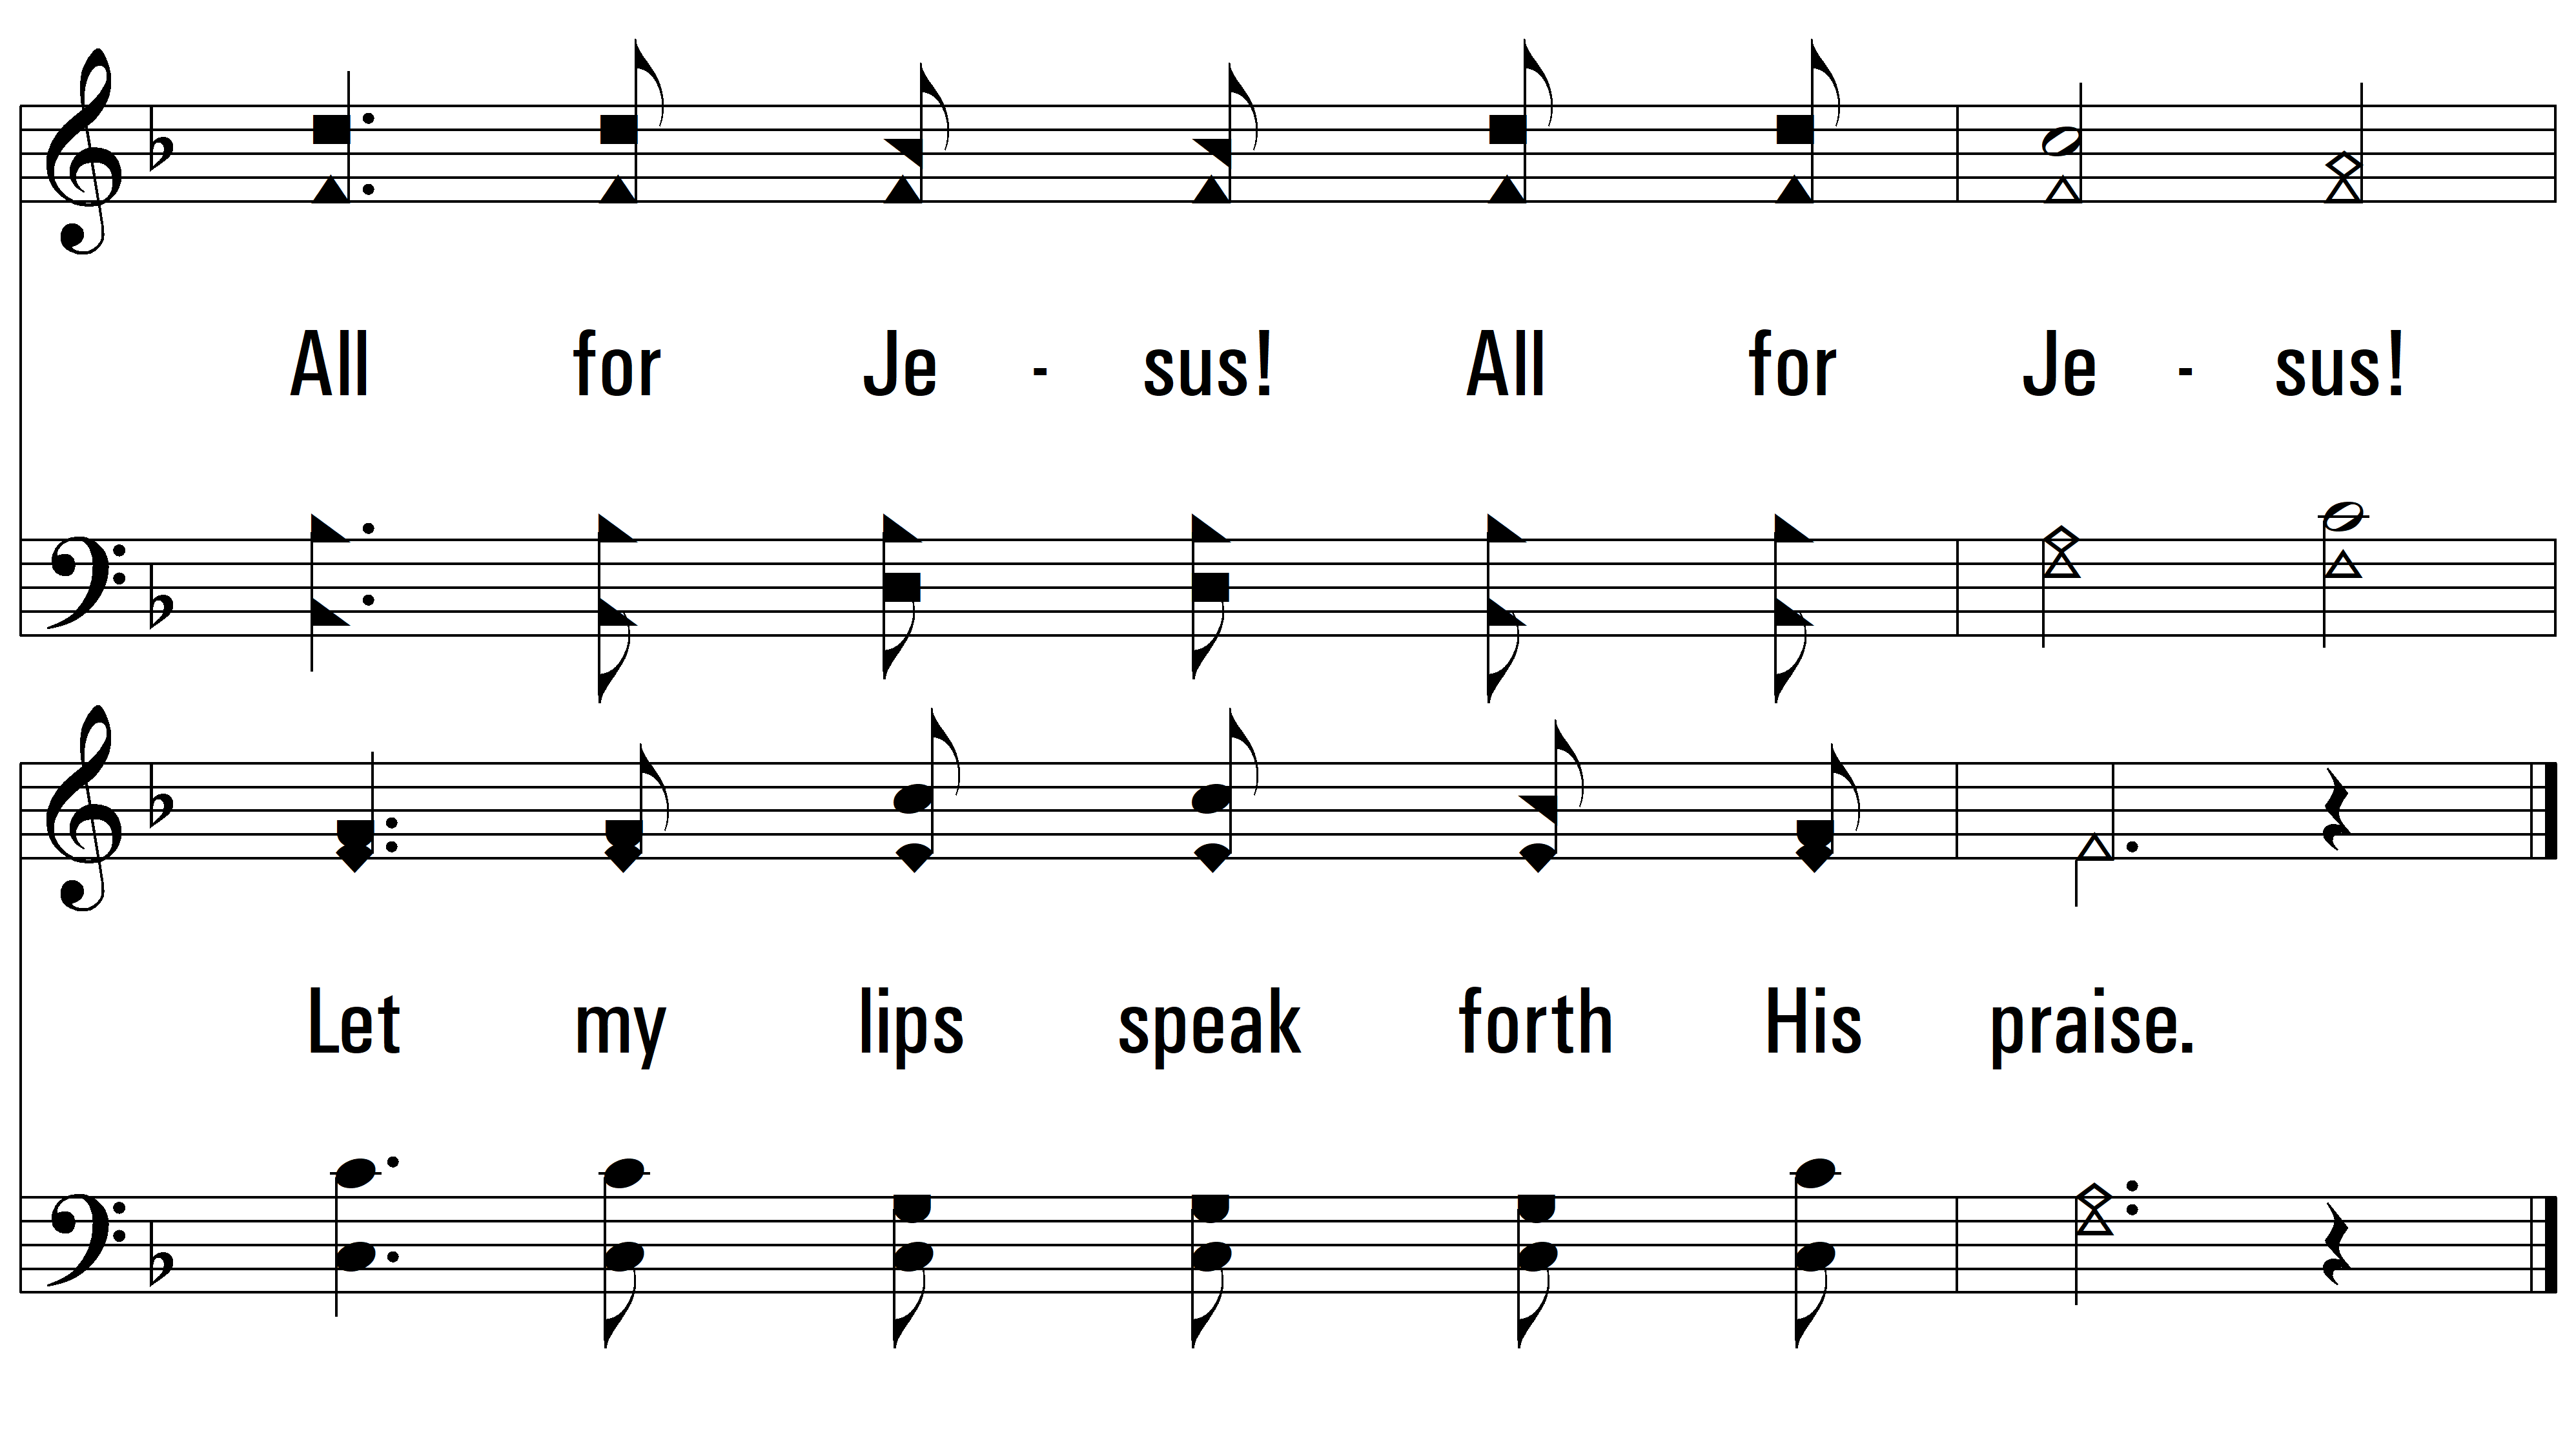 All for Je - sus! All for Je - sus!
Let my lips speak forth His praise.